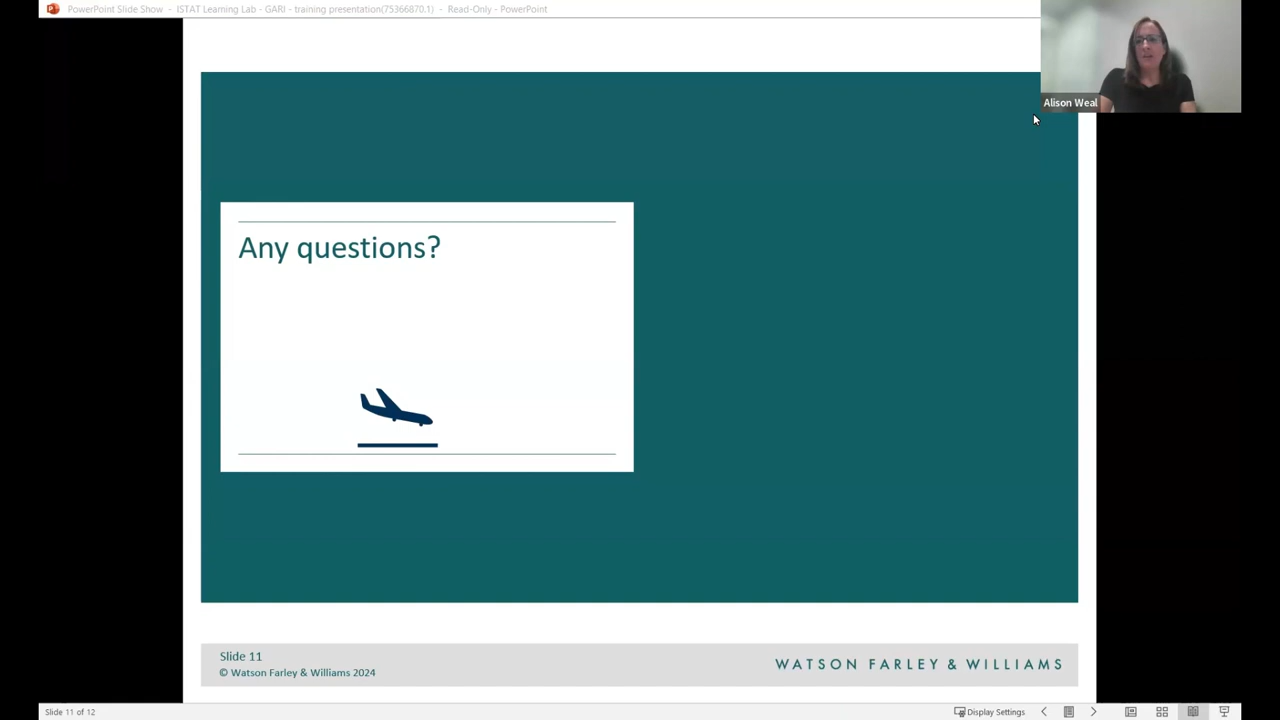 PowerPoint Slide Show - ISTAT Learning Lab - GARI - training presentation(75366870.1) - Read-Only - PowerPoint
Alison Weal
Any questions?
Slide 11
© Watson Farley & Williams 2024
WATSON FARLEY & WILLIAMS
Slide 11 of 12
Display Settings